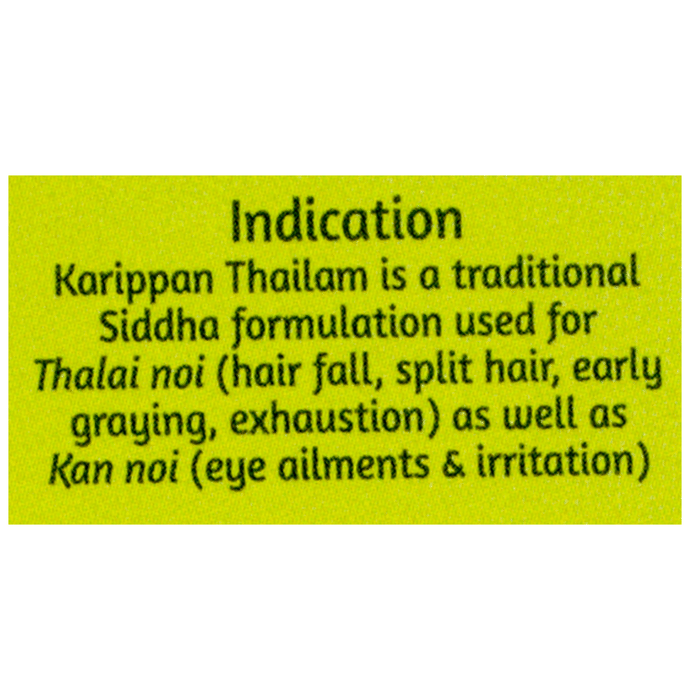 Indication
Karippan Thailam is a traditional
Siddha formulation used for
Thalai noi (hair fall, split hair, early
graying, exhaustion) as well as
Kan noi (eye ailments & irritation)